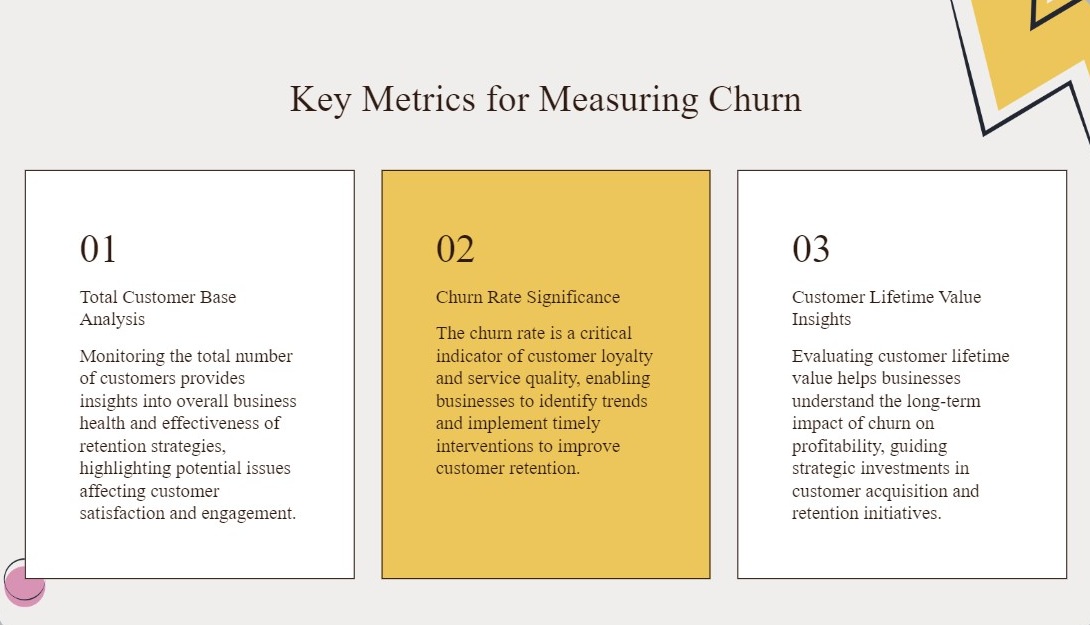 Key Metrics for Measuring Churn
01
Total Customer Base
Analysis
Monitoring the total number
of customers provides
insights into overall business
health and effectiveness of
retention strategies,
highlighting potential issues
affecting customer
satisfaction and engagement.
02
Churn Rate Significance
The churn rate is a critical
indicator of customer loyalty
and service quality, enabling
businesses to identify trends
and implement timely
interventions to improve
customer retention.
03
Customer Lifetime Value
Insights
Evaluating customer lifetime
value helps businesses
understand the long-term
impact of churn on
profitability, guiding
strategic investments in
customer acquisition and
retention initiatives.